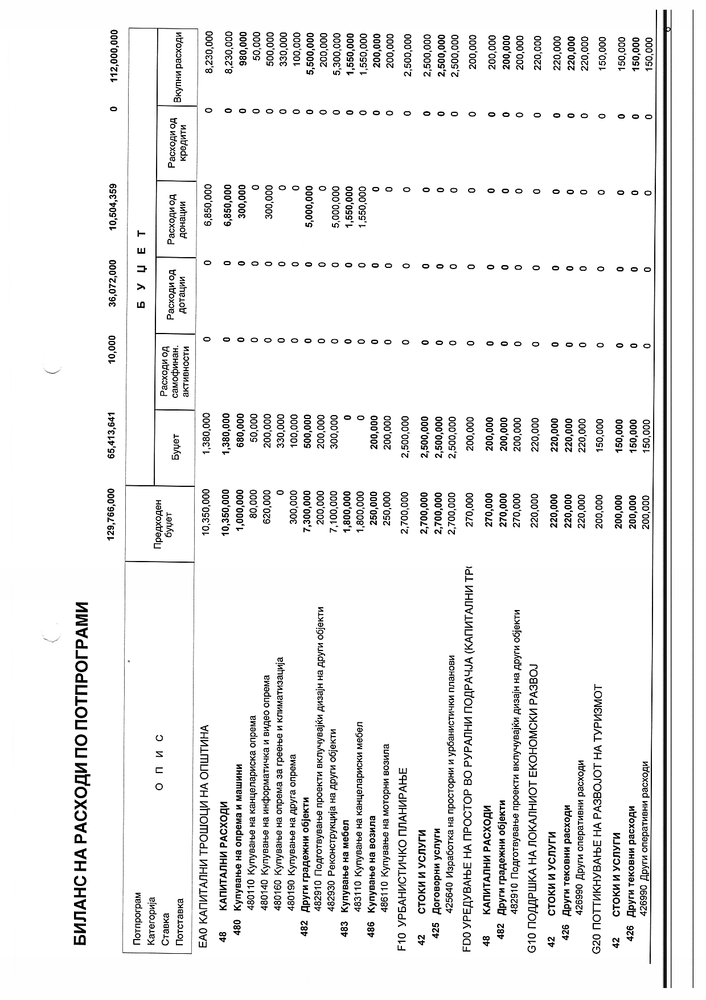 БИЛАНС НА РАСХОДИ ПО ПОТПРОГРАМИ
129,766,000 65,413,641 10,000 36,072,000 10,504,359 0 112,000,000
Потпрограм
Категорија
Ставка
Потставка
О П И С
Предходен буџет
Б У Џ Е Т
Буџет
Расходи од самофинан. активности
Расходи од дотации
Расходи од донации
Расходи од кредити
Вкупни расходи
EA0 КАПИТАЛНИ ТРОШОЦИ НА ОПШТИНА 10,350,000 1,380,000 0 0 6,850,000 0 8,230,000
48 КАПИТАЛНИ РАСХОДИ 10,350,000 1,380,000 0 0 6,850,000 0 8,230,000
480 Купување на опрема и машини 1,000,000 680,000 0 0 300,000 0 980,000
480110 Купување на канцелариска опрема 80,000 50,000 0 0 0 0 50,000
480140 Купување на информатичка и видео опрема 620,000 200,000 0 0 300,000 0 500,000
480160 Купување на опрема за греење и климатизација 0 330,000 0 0 0 0 330,000
480190 Купување на друга опрема 300,000 100,000 0 0 0 0 100,000
482 Други градежни објекти 7,300,000 500,000 0 0 5,000,000 0 5,500,000
482910 Подготвување проекти вклучувајќи дизајн на други објекти 200,000 200,000 0 0 0 0 200,000
482930 Реконструкција на други објекти 7,100,000 300,000 0 0 5,000,000 0 5,300,000
483 Купување на мебел 1,800,000 0 0 0 1,550,000 0 1,550,000
483110 Купување на канцелариски мебел 1,800,000 0 0 0 1,550,000 0 1,550,000
486 Купување на возила 250,000 200,000 0 0 0 0 200,000
486110 Купување на моторни возила 250,000 200,000 0 0 0 0 200,000
F10 УРБАНИСТИЧКО ПЛАНИРАЊЕ 2,700,000 2,500,000 0 0 0 0 2,500,000
42 СТОКИ И УСЛУГИ 2,700,000 2,500,000 0 0 0 0 2,500,000
425 Договорни услуги 2,700,000 2,500,000 0 0 0 0 2,500,000
425640 Изработка на просторни и урбанистички планови 2,700,000 2,500,000 0 0 0 0 2,500,000
FD0 УРЕДУВАЊЕ НА ПРОСТОР ВО РУРАЛНИ ПОДРАЧЈА (КАПИТАЛНИ ТРО 270,000 200,000 0 0 0 0 200,000
48 КАПИТАЛНИ РАСХОДИ 270,000 200,000 0 0 0 0 200,000
482 Други градежни објекти 270,000 200,000 0 0 0 0 200,000
482910 Подготвување проекти вклучувајќи дизајн на други објекти 270,000 200,000 0 0 0 0 200,000
G10 ПОДДРШКА НА ЛОКАЛНИОТ ЕКОНОМСКИ РАЗВОЈ 220,000 220,000 0 0 0 0 220,000
42 СТОКИ И УСЛУГИ 220,000 220,000 0 0 0 0 220,000
426 Други тековни расходи 220,000 220,000 0 0 0 0 220,000
426990 Други оперативни расходи 220,000 220,000 0 0 0 0 220,000
G20 ПОТТИКНУВАЊЕ НА РАЗВОЈОТ НА ТУРИЗМОТ 200,000 150,000 0 0 0 0 150,000
42 СТОКИ И УСЛУГИ 200,000 150,000 0 0 0 0 150,000
426 Други тековни расходи 200,000 150,000 0 0 0 0 150,000
426990 Други оперативни расходи 200,000 150,000 0 0 0 0 150,000